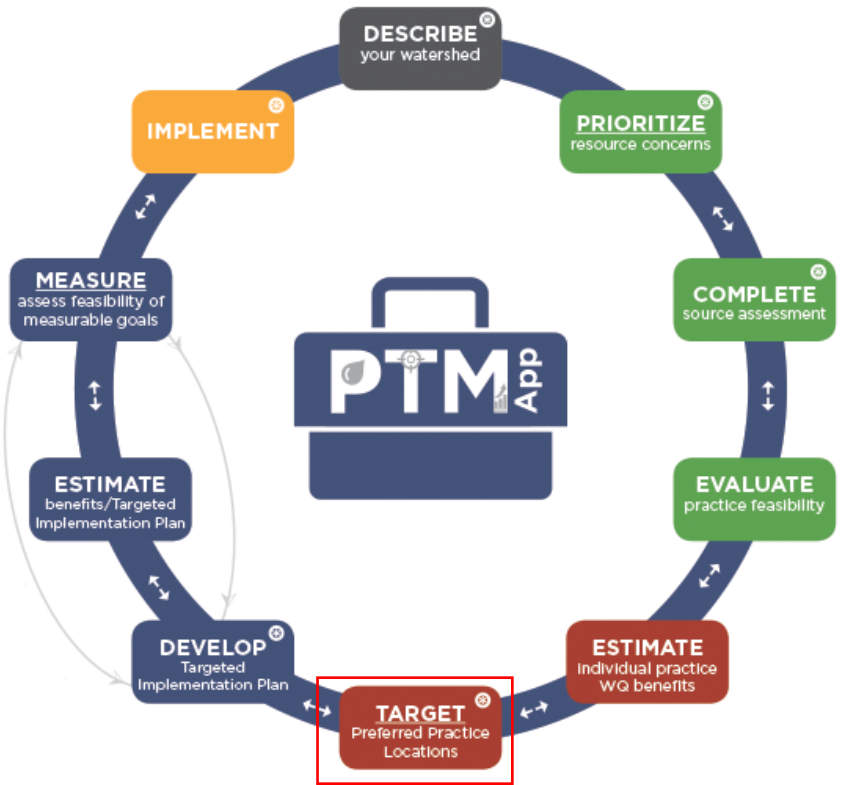 DESCRIBE
your watershed
PRIORITIZE
resource concerns
COMPLETE
source assessment
EVALUATE
practice feasibility
ESTIMATE
individual practice
WQ benefits
TARGET
Preferred Practice
Locations
DEVELOP
Targeted
Implementation Plan
ESTIMATE
benefits/Targeted
Implementation Plan
MEASURE
assess feasibility of
measurable goals
IMPLEMENT
PTM
App